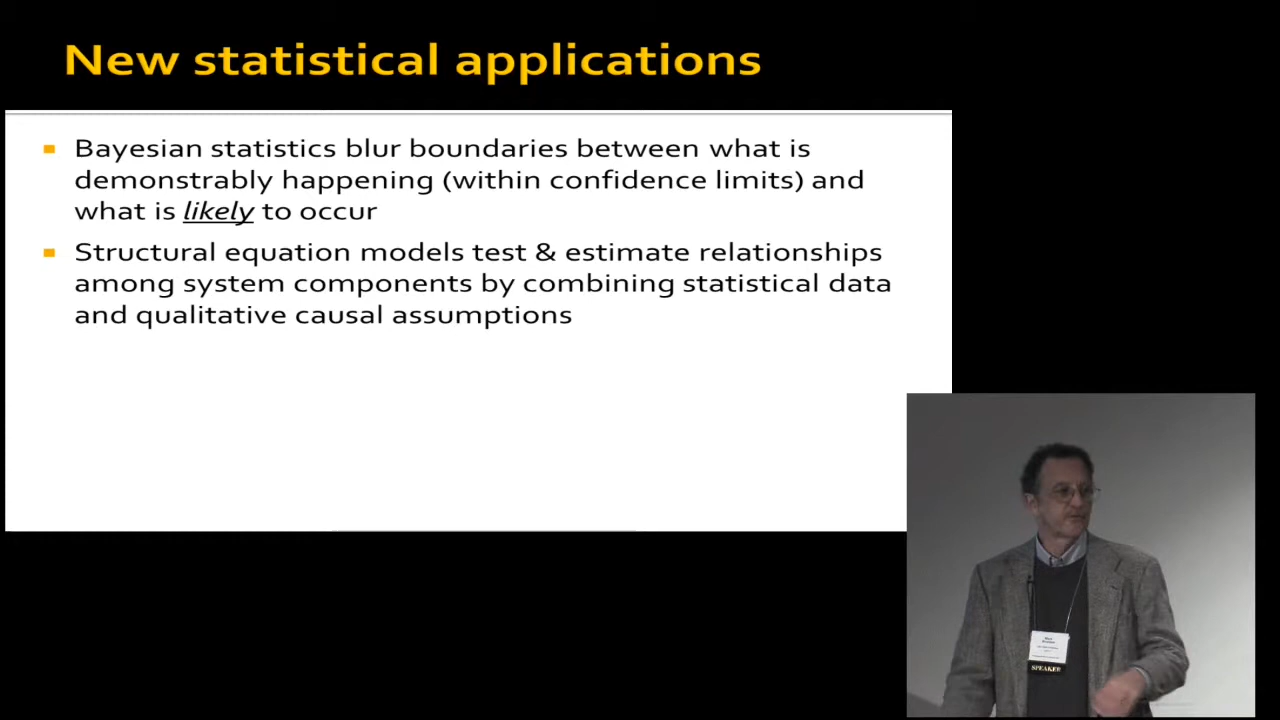 New statistical applications
Bayesian statistics blur boundaries between what is
demonstrably happening (within confidence limits) and
what is likely to occur
Structural equation models test & estimate relationships
among system components by combining statistical data
and qualitative causal assumptions
SPEAKER